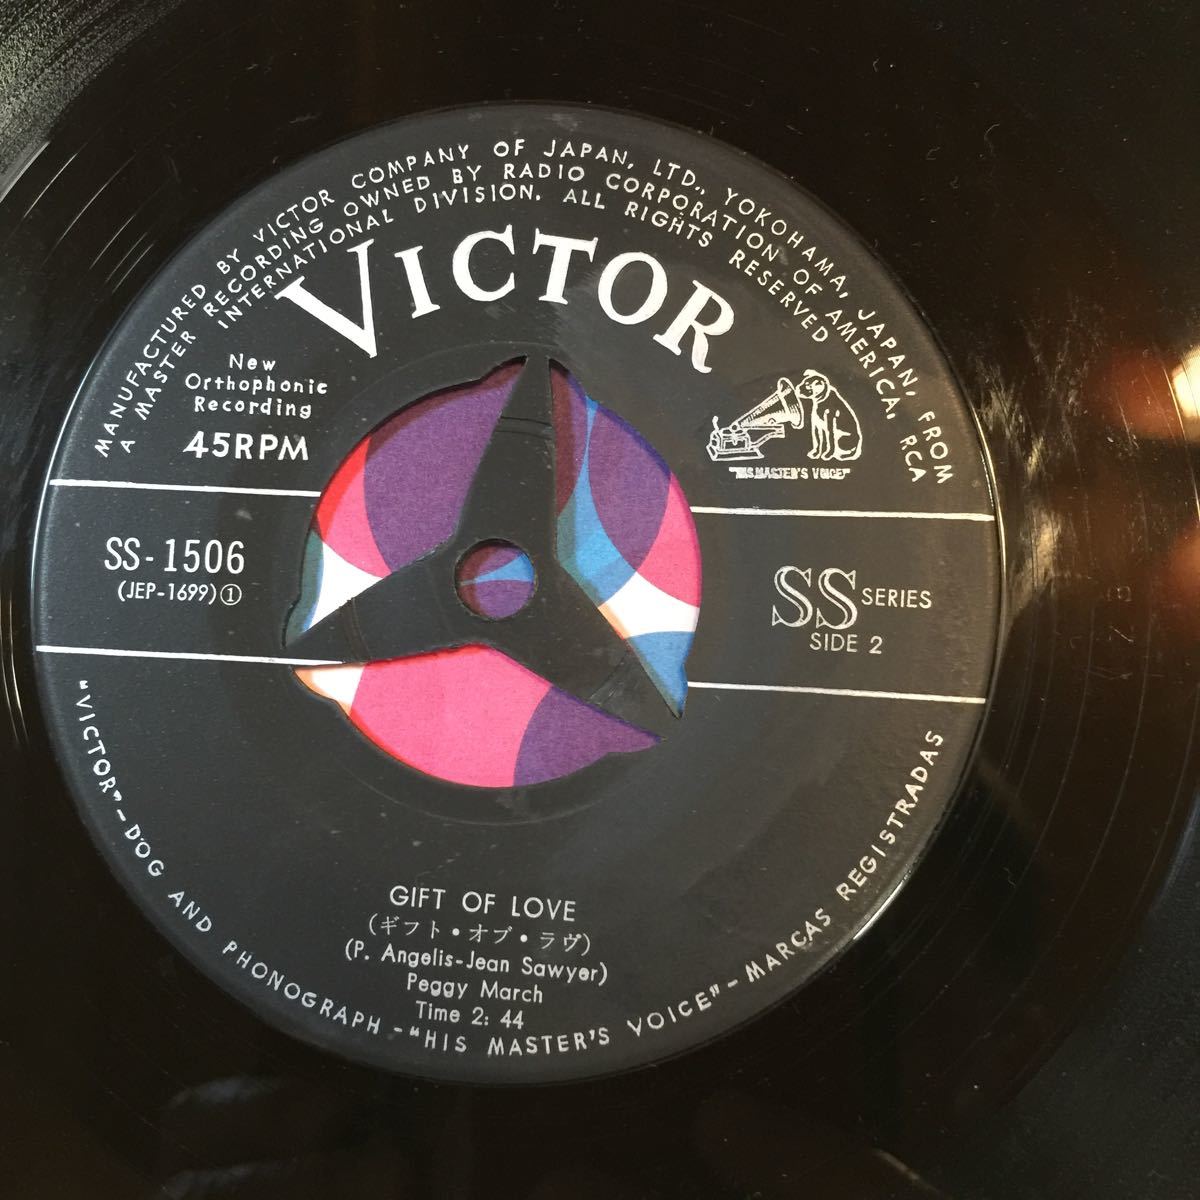 MANUFACTURED BY VICTOR COMPANY OF JAPAN, LTD., YOKOHAMA, JAPAN, FROM
A MASTER RECORDING OWNED BY RADIO CORPORATION OF AMERICA, RCA
INTERNATIONAL DIVISION. ALL RIGHTS RESERVED
VICTOR
New
Orthophonic
Recording
45RPM
"HIS MASTER'S VOICE"
SS-1506
(JEP-1699)①
SS SERIES
SIDE 2
GIFT OF LOVE
(ギフト・オブ・ラヴ)
(P. Angelis-Jean Sawyer)
Peggy March
Time 2: 44
"VICTOR"-DOG AND PHONOGRAPH-"HIS MASTER'S VOICE"-MARCAS REGISTRADAS